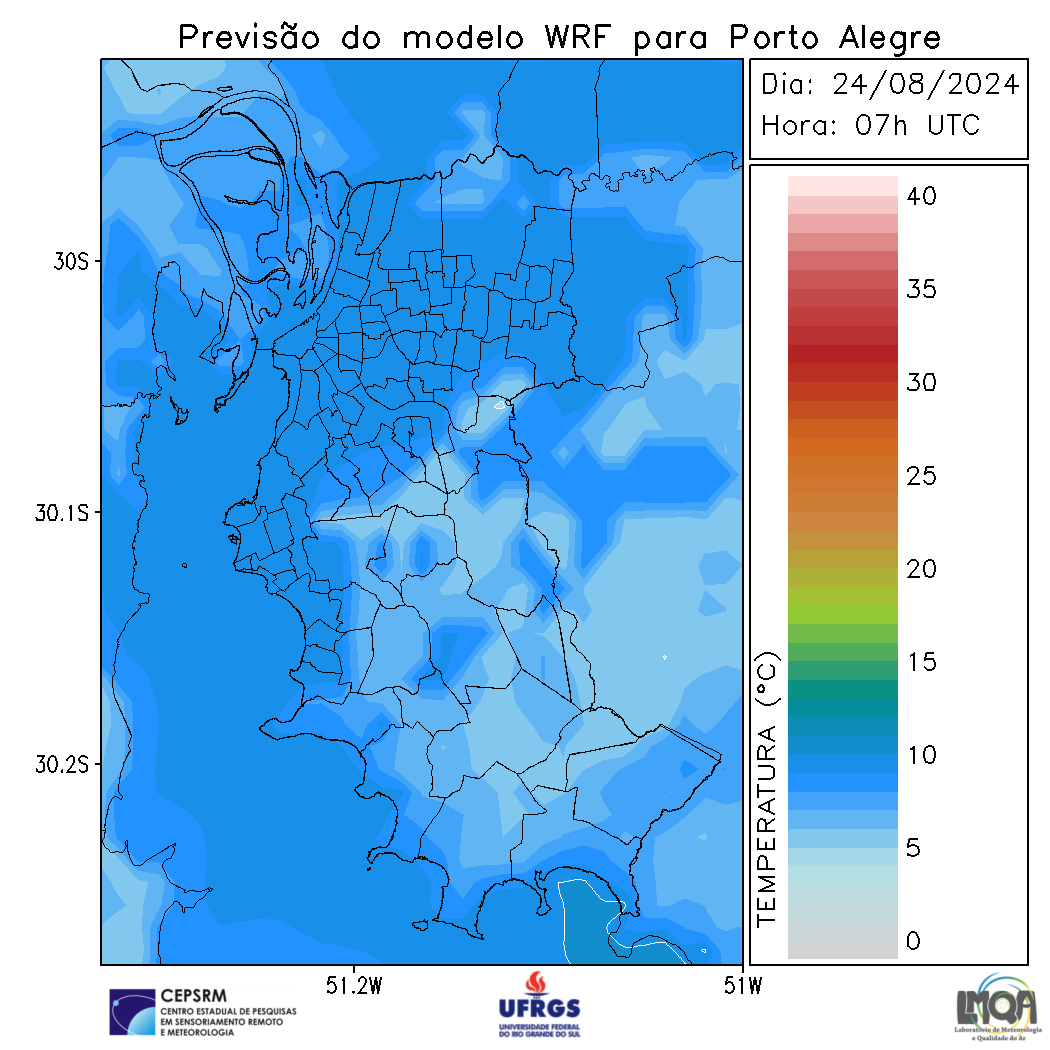 Previsão do modelo WRF para Porto Alegre
Dia: 24/08/2024
Hora: 07h UTC
30S
30.1S
30.2S
51.2W
51W
40
35
30
25
20
15
10
5
0
TEMPERATURA (°C)
CEPSRM
CENTRO ESTADUAL DE PESQUISAS
EM SENSORIAMENTO REMOTO
E METEOROLOGIA
UFRGS
UNIVERSIDADE FEDERAL
DO RIO GRANDE DO SUL
LMQA
Laboratório de Meteorologia
e Qualidade do Ar